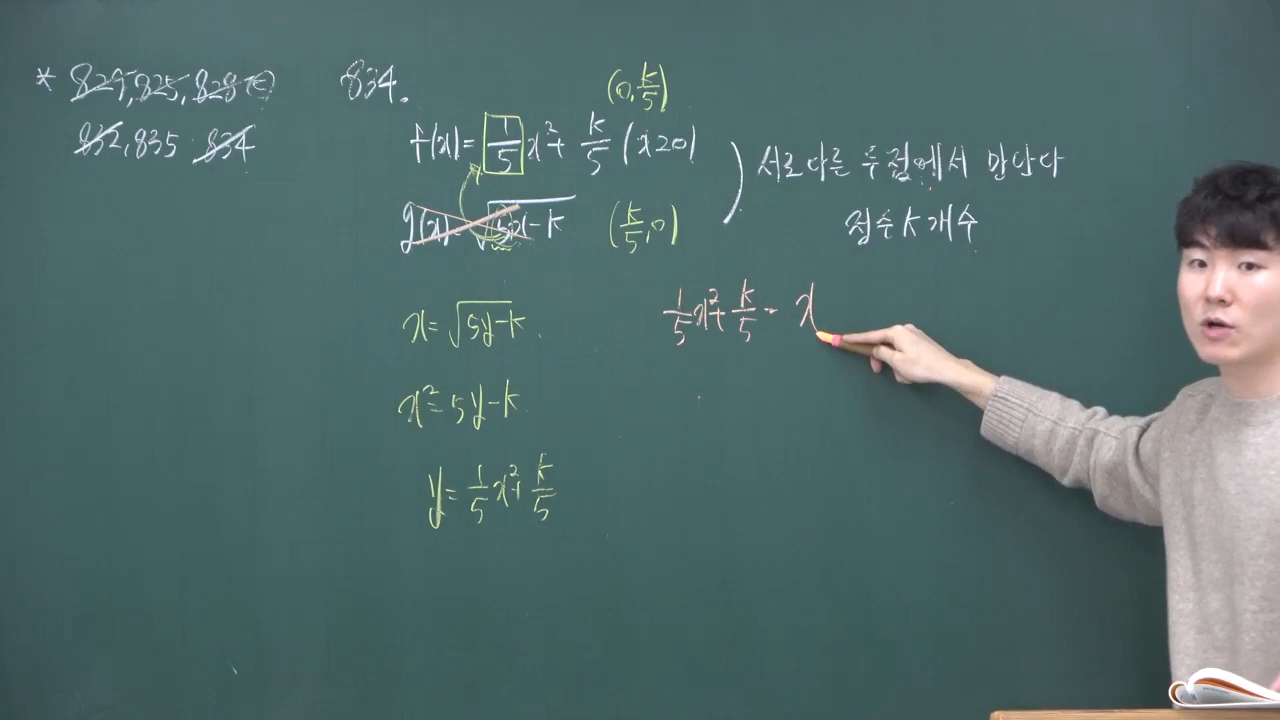 * 829, 825, 828
832, 835 834
834.
(0, k/5)
f(x) = 1/5 x² + k/5 (x≥0)
g(x) = √(5x-k)
(k/5, 0)
서로다른 두점에서 만난다
정수 k 개수
x = √(5y-k)
x² = 5y-k
y = 1/5 x² + k/5
1/5 x² + k/5 = x